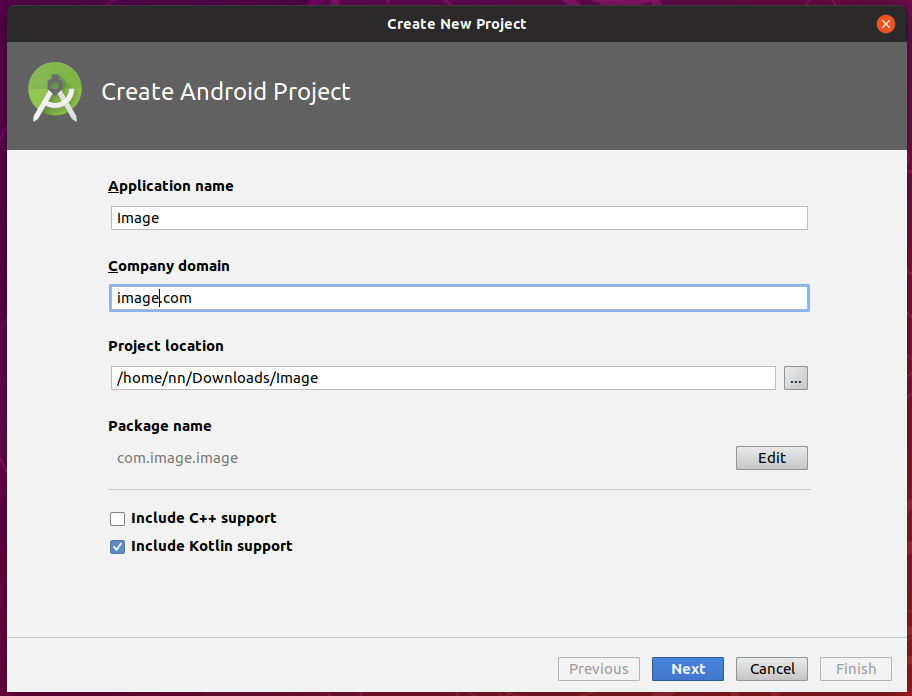 Create New Project
Create Android Project
Application name
Image
Company domain
image.com
Project location
/home/nn/Downloads/Image
...
Package name
com.image.image
Edit
Include C++ support
Include Kotlin support
Previous Next Cancel Finish